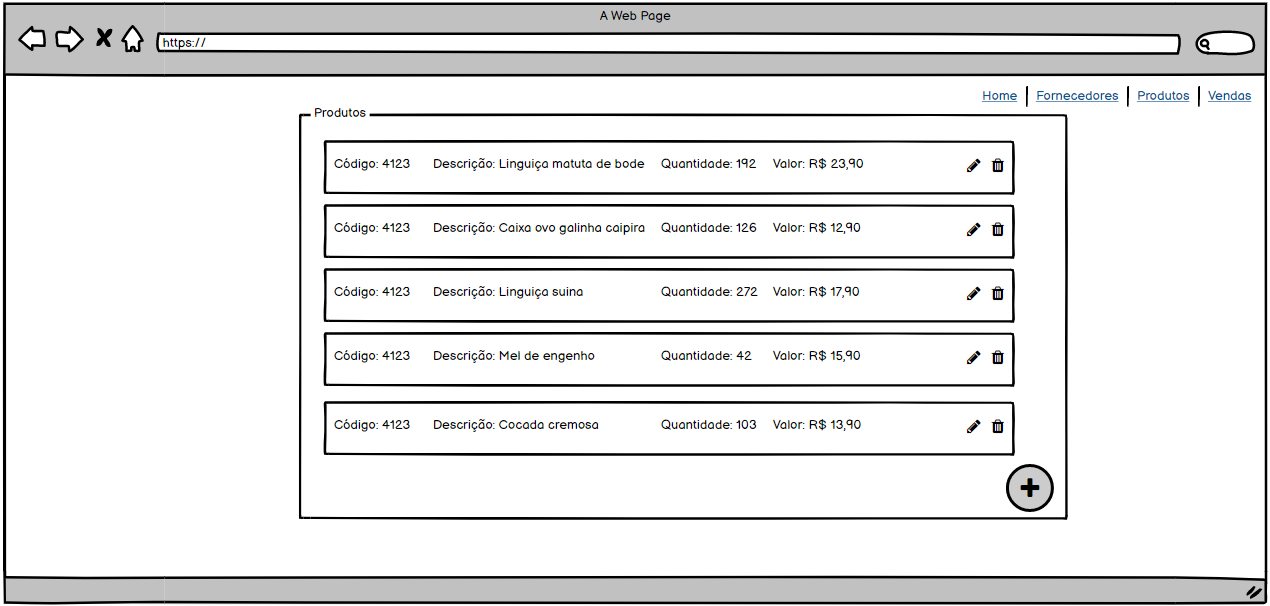 A Web Page
https://
Home Fornecedores Produtos Vendas
Produtos
Código: 4123 Descrição: Linguiça matuta de bode Quantidade: 192 Valor: R$ 23,90
Código: 4123 Descrição: Caixa ovo galinha caipira Quantidade: 126 Valor: R$ 12,90
Código: 4123 Descrição: Linguiça suina Quantidade: 272 Valor: R$ 17,90
Código: 4123 Descrição: Mel de engenho Quantidade: 42 Valor: R$ 15,90
Código: 4123 Descrição: Cocada cremosa Quantidade: 103 Valor: R$ 13,90